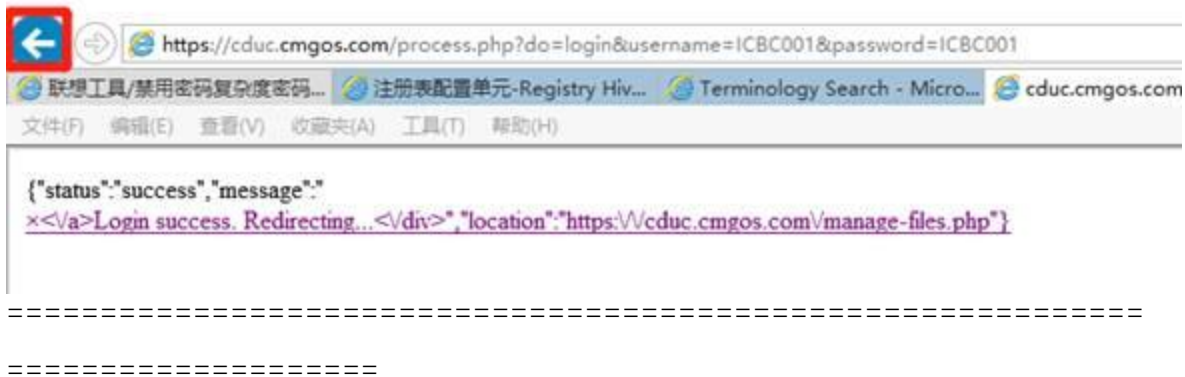 https://cduc.cmgos.com/process.php?do=login&username=ICBC001&password=ICBC001
联想工具/禁用密码复杂度密码... 注册表配置单元-Registry Hiv... Terminology Search - Micro... cduc.cmgos.com
文件(F) 编辑(E) 查看(V) 收藏夹(A) 工具(T) 帮助(H)
{"status":"success","message":"
×<\/a>Login success. Redirecting...<\/div>","location":"https:\/\/cduc.cmgos.com\/manage-files.php"}
=============================================================
====================